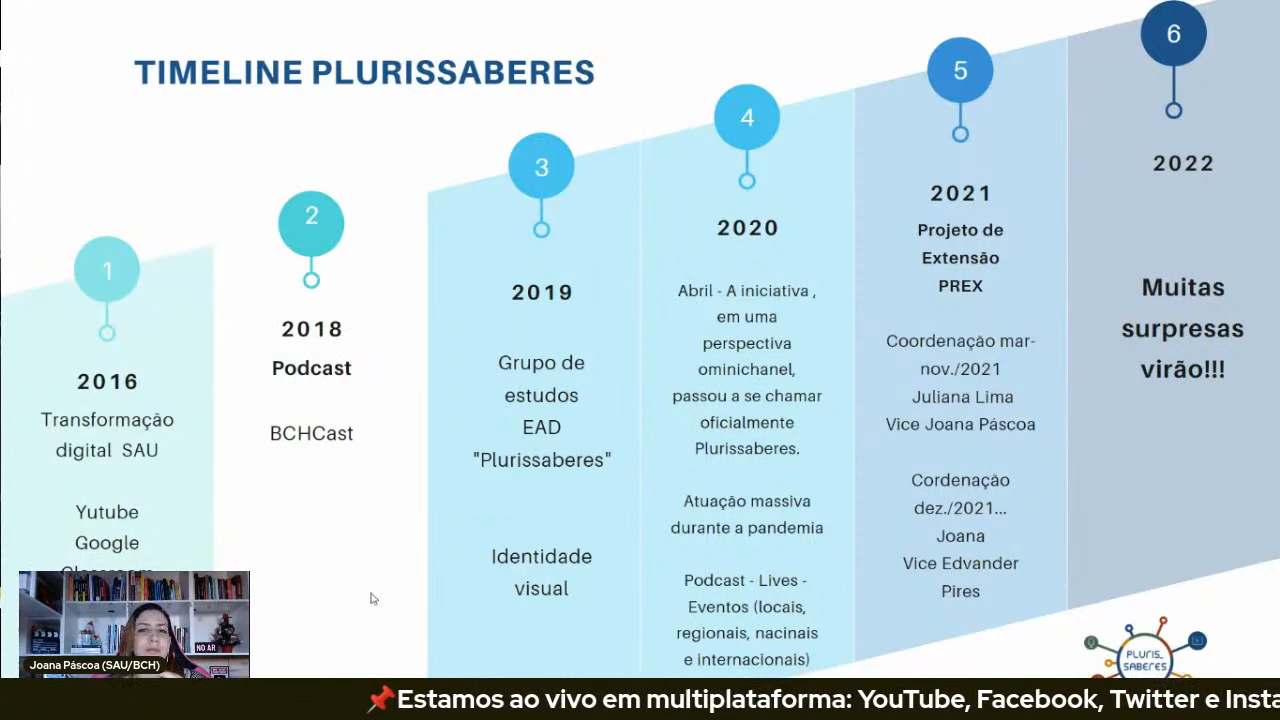 TIMELINE PLURISSABERES
1
2016
Transformação
digital SAU
Yutube
Google
Classroom
2
2018
Podcast
BCHCast
3
2019
Grupo de
estudos
EAD
"Plurissaberes"
Identidade
visual
4
2020
Abril - A iniciativa ,
em uma
perspectiva
ominichanel,
passou a se chamar
oficialmente
Plurissaberes.
Atuação massiva
durante a pandemia
Podcast - Lives -
Eventos (locais,
regionais, nacinais
e internacionais)
5
2021
Projeto de
Extensão
PREX
Coordenação mar-
nov./2021
Juliana Lima
Vice Joana Páscoa
Cordenação
dez./2021...
Joana
Vice Edvander
Pires
6
2022
Muitas
surpresas
virão!!!
PLURIS_
SABERES
NO AR
Joana Páscoa (SAU/BCH)
📌Estamos ao vivo em multiplataforma: YouTube, Facebook, Twitter e Insta